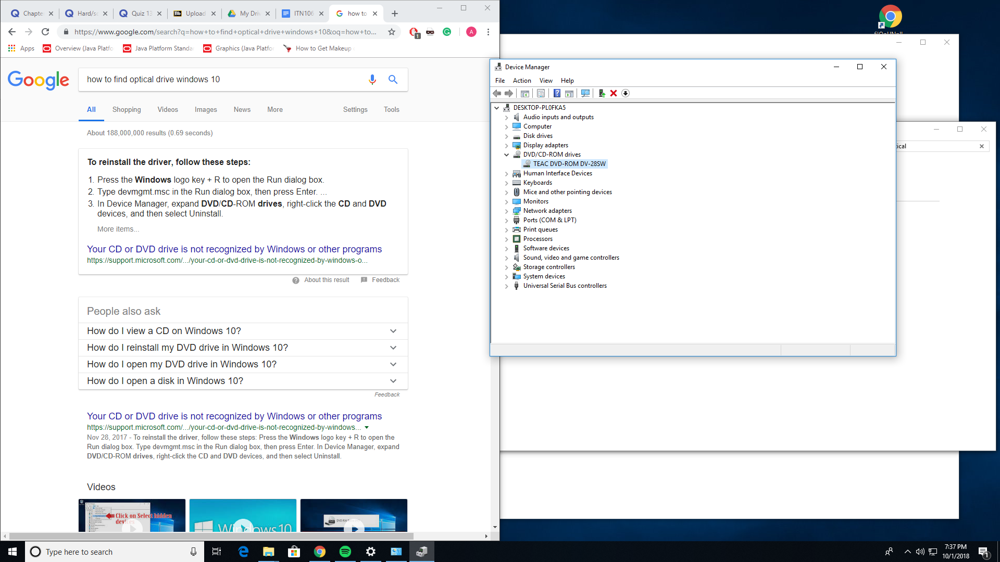 Chapte
Hard/sc
Quiz 13
Bb
Upload
My Driv
ITN106
how to
https://www.google.com/search?q=how+to+find+optical+drive+windows+10&oq=how+to...
1
A
Apps
Overview (Java Platfo
Java Platform Standa
Graphics (Java Platfor
How to Get Makeup
Google
how to find optical drive windows 10
All
Shopping
Videos
Images
News
More
Settings
Tools
About 188,000,000 results (0.69 seconds)
To reinstall the driver, follow these steps:
1. Press the Windows logo key + R to open the Run dialog box.
2. Type devmgmt.msc in the Run dialog box, then press Enter. ...
3. In Device Manager, expand DVD/CD-ROM drives, right-click the CD and DVD
devices, and then select Uninstall.
More items...
Your CD or DVD drive is not recognized by Windows or other programs
https://support.microsoft.com/.../your-cd-or-dvd-drive-is-not-recognized-by-windows-o...
About this result
Feedback
People also ask
How do I view a CD on Windows 10?
How do I reinstall my DVD drive in Windows 10?
How do I open my DVD drive in Windows 10?
How do I open a disk in Windows 10?
Feedback
Your CD or DVD drive is not recognized by Windows or other programs
https://support.microsoft.com/.../your-cd-or-dvd-drive-is-not-recognized-by-windows...
Nov 28, 2017 - To reinstall the driver, follow these steps: Press the Windows logo key + R to open the
Run dialog box. Type devmgmt.msc in the Run dialog box, then press Enter. In Device Manager, expand
DVD/CD-ROM drives, right-click the CD and DVD devices, and then select Uninstall.
Videos
Click on Select hidden
devices
Windows 10
Device Manager
File
Action
View
Help
DESKTOP-PL0FKA5
Audio inputs and outputs
Computer
Disk drives
Display adapters
DVD/CD-ROM drives
TEAC DVD-ROM DV-28SW
Human Interface Devices
Keyboards
Mice and other pointing devices
Monitors
Network adapters
Ports (COM & LPT)
Print queues
Processors
Software devices
Sound, video and game controllers
Storage controllers
System devices
Universal Serial Bus controllers
tical
Type here to search
7:37 PM
10/1/2018
1